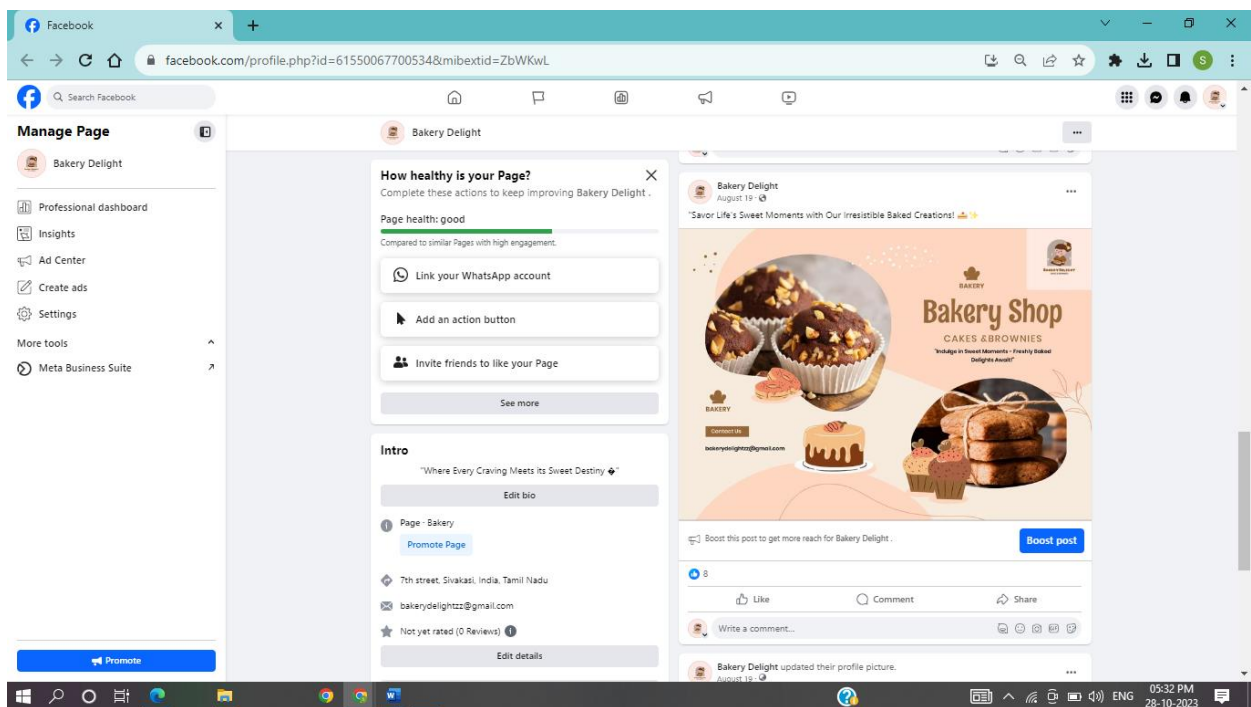 Facebook
facebook.com/profile.php?id=61550067700534&mibextid=ZbWKwL
S
Search Facebook
Manage Page
Bakery Delight
Professional dashboard
Insights
Ad Center
Create ads
Settings
More tools
Meta Business Suite
Promote
Bakery Delight
How healthy is your Page?
Complete these actions to keep improving Bakery Delight .
Page health: good
Compared to similar Pages with high engagement.
Link your WhatsApp account
Add an action button
Invite friends to like your Page
See more
Intro
"Where Every Craving Meets its Sweet Destiny �"
Edit bio
Page · Bakery
Promote Page
7th street, Sivakasi, India, Tamil Nadu
bakerydelightzz@gmail.com
Not yet rated (0 Reviews)
Edit details
Bakery Delight
August 19 ·
"Savor Life's Sweet Moments with Our Irresistible Baked Creations! 🍰✨
BAKERY
Bakery Shop
CAKES &BROWNIES
"Indulge in Sweet Moments - Freshly Baked
Delights Await!"
BAKERY
Contact Us
bakerydelightzz@gmail.com
Boost this post to get more reach for Bakery Delight .
Boost post
8
Like
Comment
Share
Write a comment...
GIF
Bakery Delight updated their profile picture.
August 19 ·
ENG
05:32 PM
28-10-2023